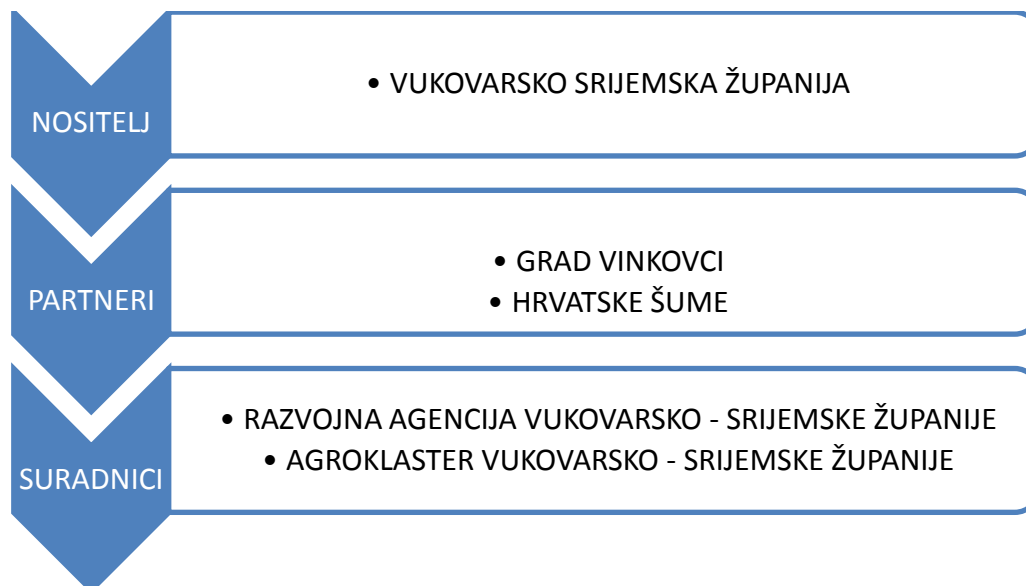 NOSITELJ
• VUKOVARSKO SRIJEMSKA ŽUPANIJA
PARTNERI
• GRAD VINKOVCI
• HRVATSKE ŠUME
SURADNICI
• RAZVOJNA AGENCIJA VUKOVARSKO - SRIJEMSKE ŽUPANIJE
• AGROKLASTER VUKOVARSKO - SRIJEMSKE ŽUPANIJE